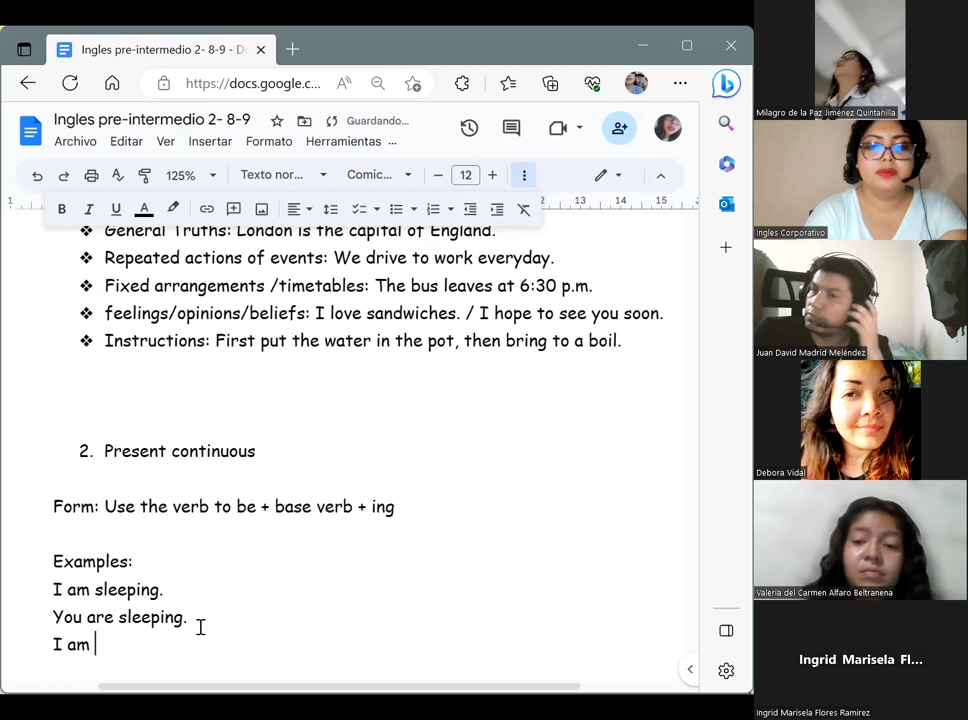 Ingles pre-intermedio 2- 8-9 - Do
https://docs.google.c...
Ingles pre-intermedio 2- 8-9
Guardando...
Archivo Editar Ver Insertar Formato Herramientas ...
125% Texto nor... Comic... 12
1 12 13 14 15
General Truths: London is the capital of England.
Repeated actions of events: We drive to work everyday.
Fixed arrangements /timetables: The bus leaves at 6:30 p.m.
feelings/opinions/beliefs: I love sandwiches. / I hope to see you soon.
Instructions: First put the water in the pot, then bring to a boil.
2. Present continuous
Form: Use the verb to be + base verb + ing
Examples:
I am sleeping.
You are sleeping.
I am
Milagro de la Paz Jiménez Quintanilla
Ingles Corporativo
Juan David Madrid Meléndez
Debora Vidal
Valeria del Carmen Alfaro Beltranena
Ingrid Marisela Fl...
Ingrid Marisela Flores Ramirez